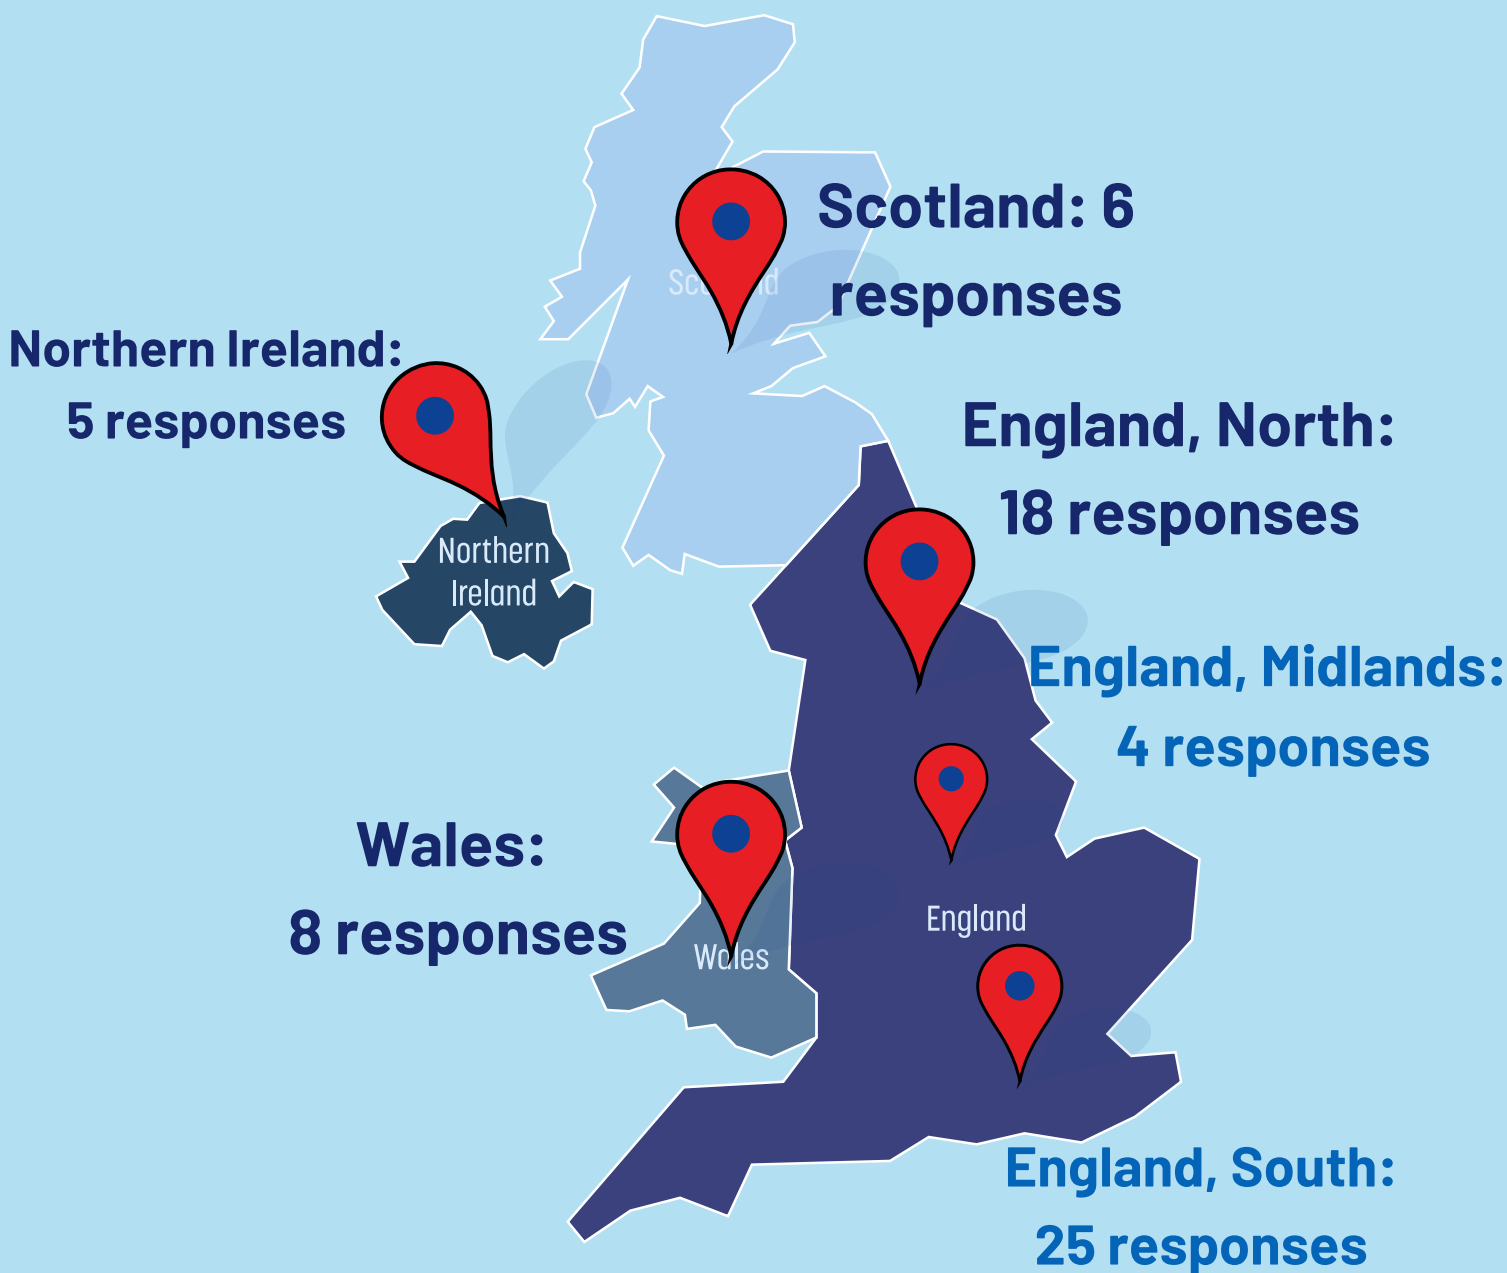 Scotland: 6
responses
Scotland
Northern Ireland:
5 responses
England, North:
18 responses
Northern
Ireland
England, Midlands:
4 responses
Wales:
8 responses
England
Wales
England, South:
25 responses